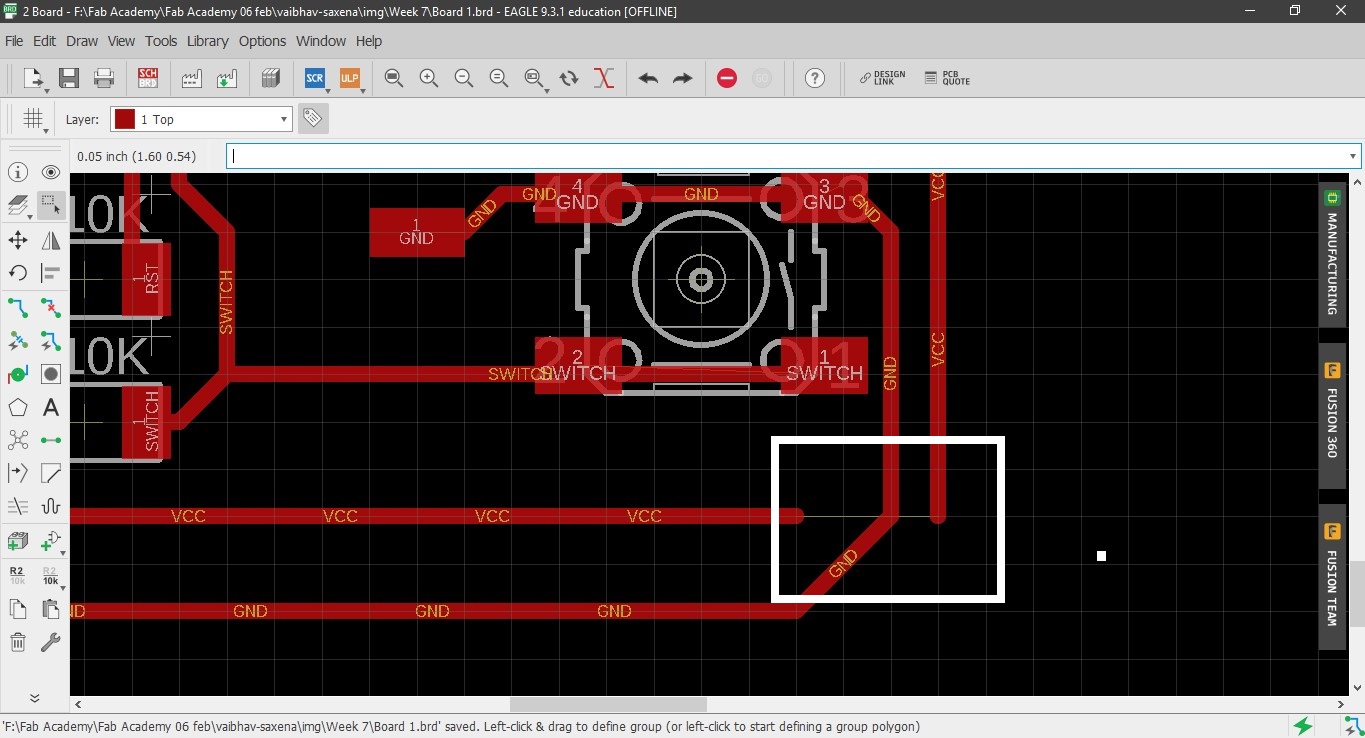 2 Board - F:\Fab Academy\Fab Academy 06 feb\vaibhav-saxena\img\Week 7\Board 1.brd - EAGLE 9.3.1 education [OFFLINE]
File Edit Draw View Tools Library Options Window Help
SCH BRD SCR ULP GO DESIGN LINK PCB QUOTE
Layer: 1 Top
0.05 inch (1.60 0.54)
4 GND 4
GND
GND
3 GND 3
GND
GND
VCC
1
GND
10K
1
RST
SWITCH
10K
1
SWITCH
SWITCH
2
2
SWITCH
1
SWITCH
1
GND
VCC
VCC VCC VCC VCC
GND
GND GND GND
MANUFACTURING
FUSION 360
FUSION TEAM
R2
10k
R2
10k
'F:\Fab Academy\Fab Academy 06 feb\vaibhav-saxena\img\Week 7\Board 1.brd' saved. Left-click & drag to define group (or left-click to start defining a group polygon)